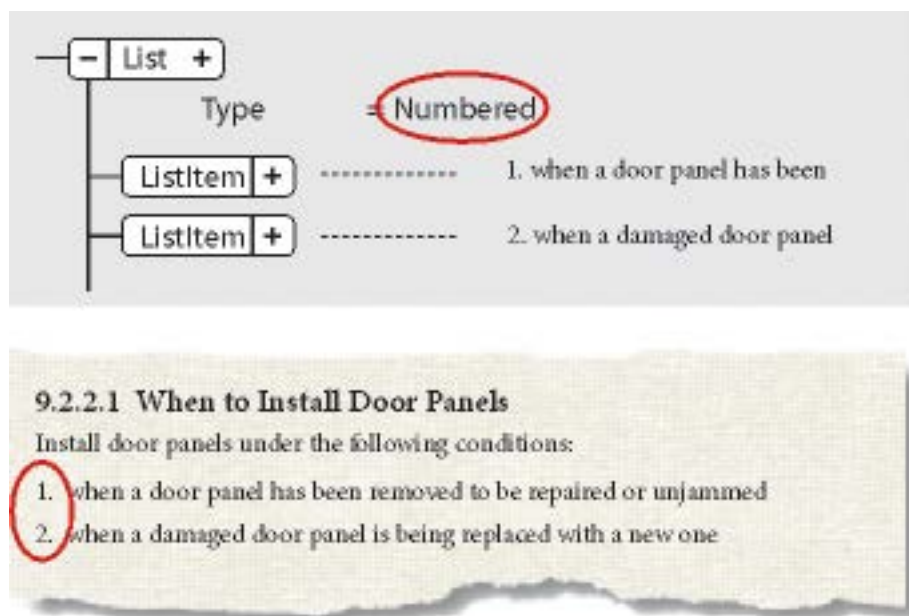 − List +
Type = Numbered
ListItem + ------------- 1. when a door panel has been
ListItem + ------------- 2. when a damaged door panel
9.2.2.1 When to Install Door Panels
Install door panels under the following conditions:
1. when a door panel has been removed to be repaired or unjammed
2. when a damaged door panel is being replaced with a new one